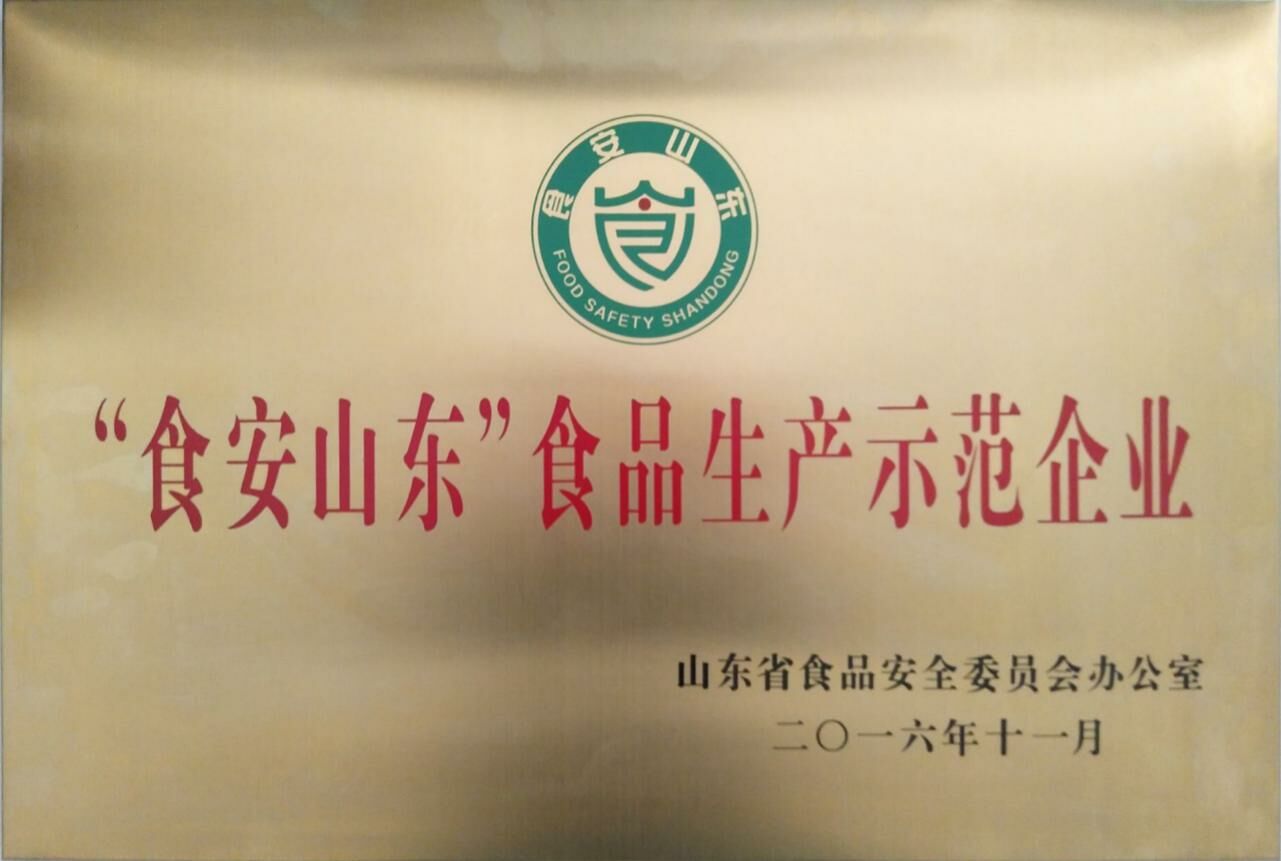 食安山东
FOOD SAFETY SHANDONG
“食安山东”食品生产示范企业
山东省食品安全委员会办公室
二〇一六年十一月